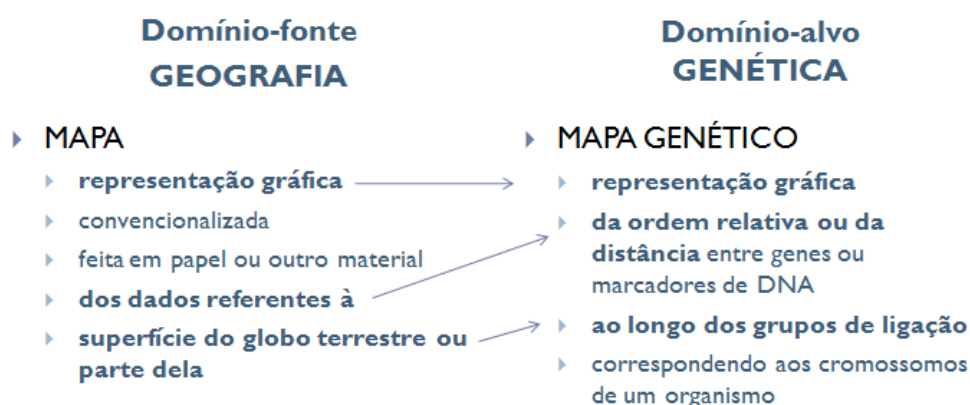 Domínio-fonte
GEOGRAFIA
MAPA
representação gráfica
convencionalizada
feita em papel ou outro material
dos dados referentes à
superfície do globo terrestre ou
parte dela
Domínio-alvo
GENÉTICA
MAPA GENÉTICO
representação gráfica
da ordem relativa ou da
distância entre genes ou
marcadores de DNA
ao longo dos grupos de ligação
correspondendo aos cromossomos
de um organismo